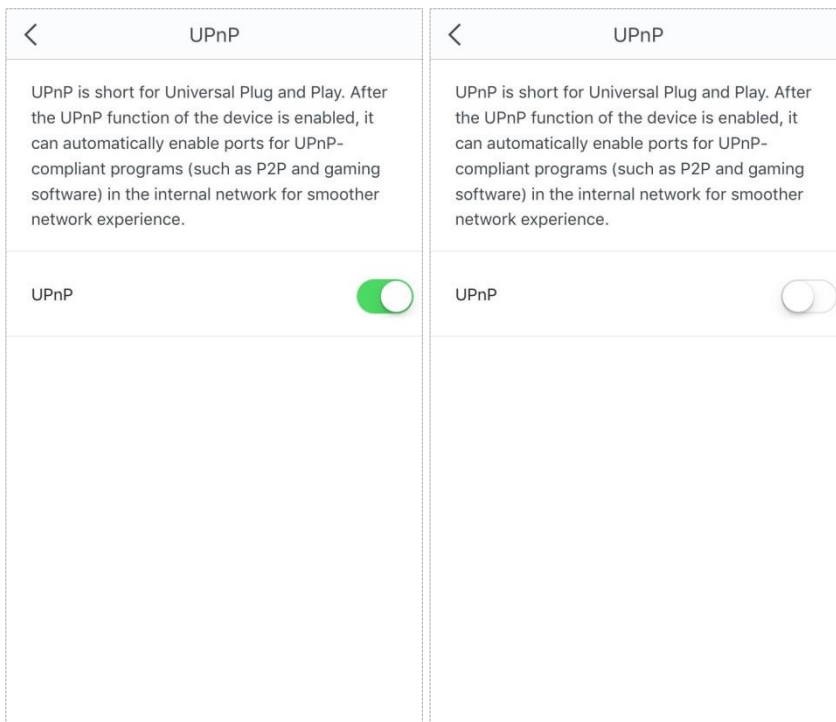 UPnP
UPnP is short for Universal Plug and Play. After
the UPnP function of the device is enabled, it
can automatically enable ports for UPnP-
compliant programs (such as P2P and gaming
software) in the internal network for smoother
network experience.
UPnP
UPnP
UPnP is short for Universal Plug and Play. After
the UPnP function of the device is enabled, it
can automatically enable ports for UPnP-
compliant programs (such as P2P and gaming
software) in the internal network for smoother
network experience.
UPnP